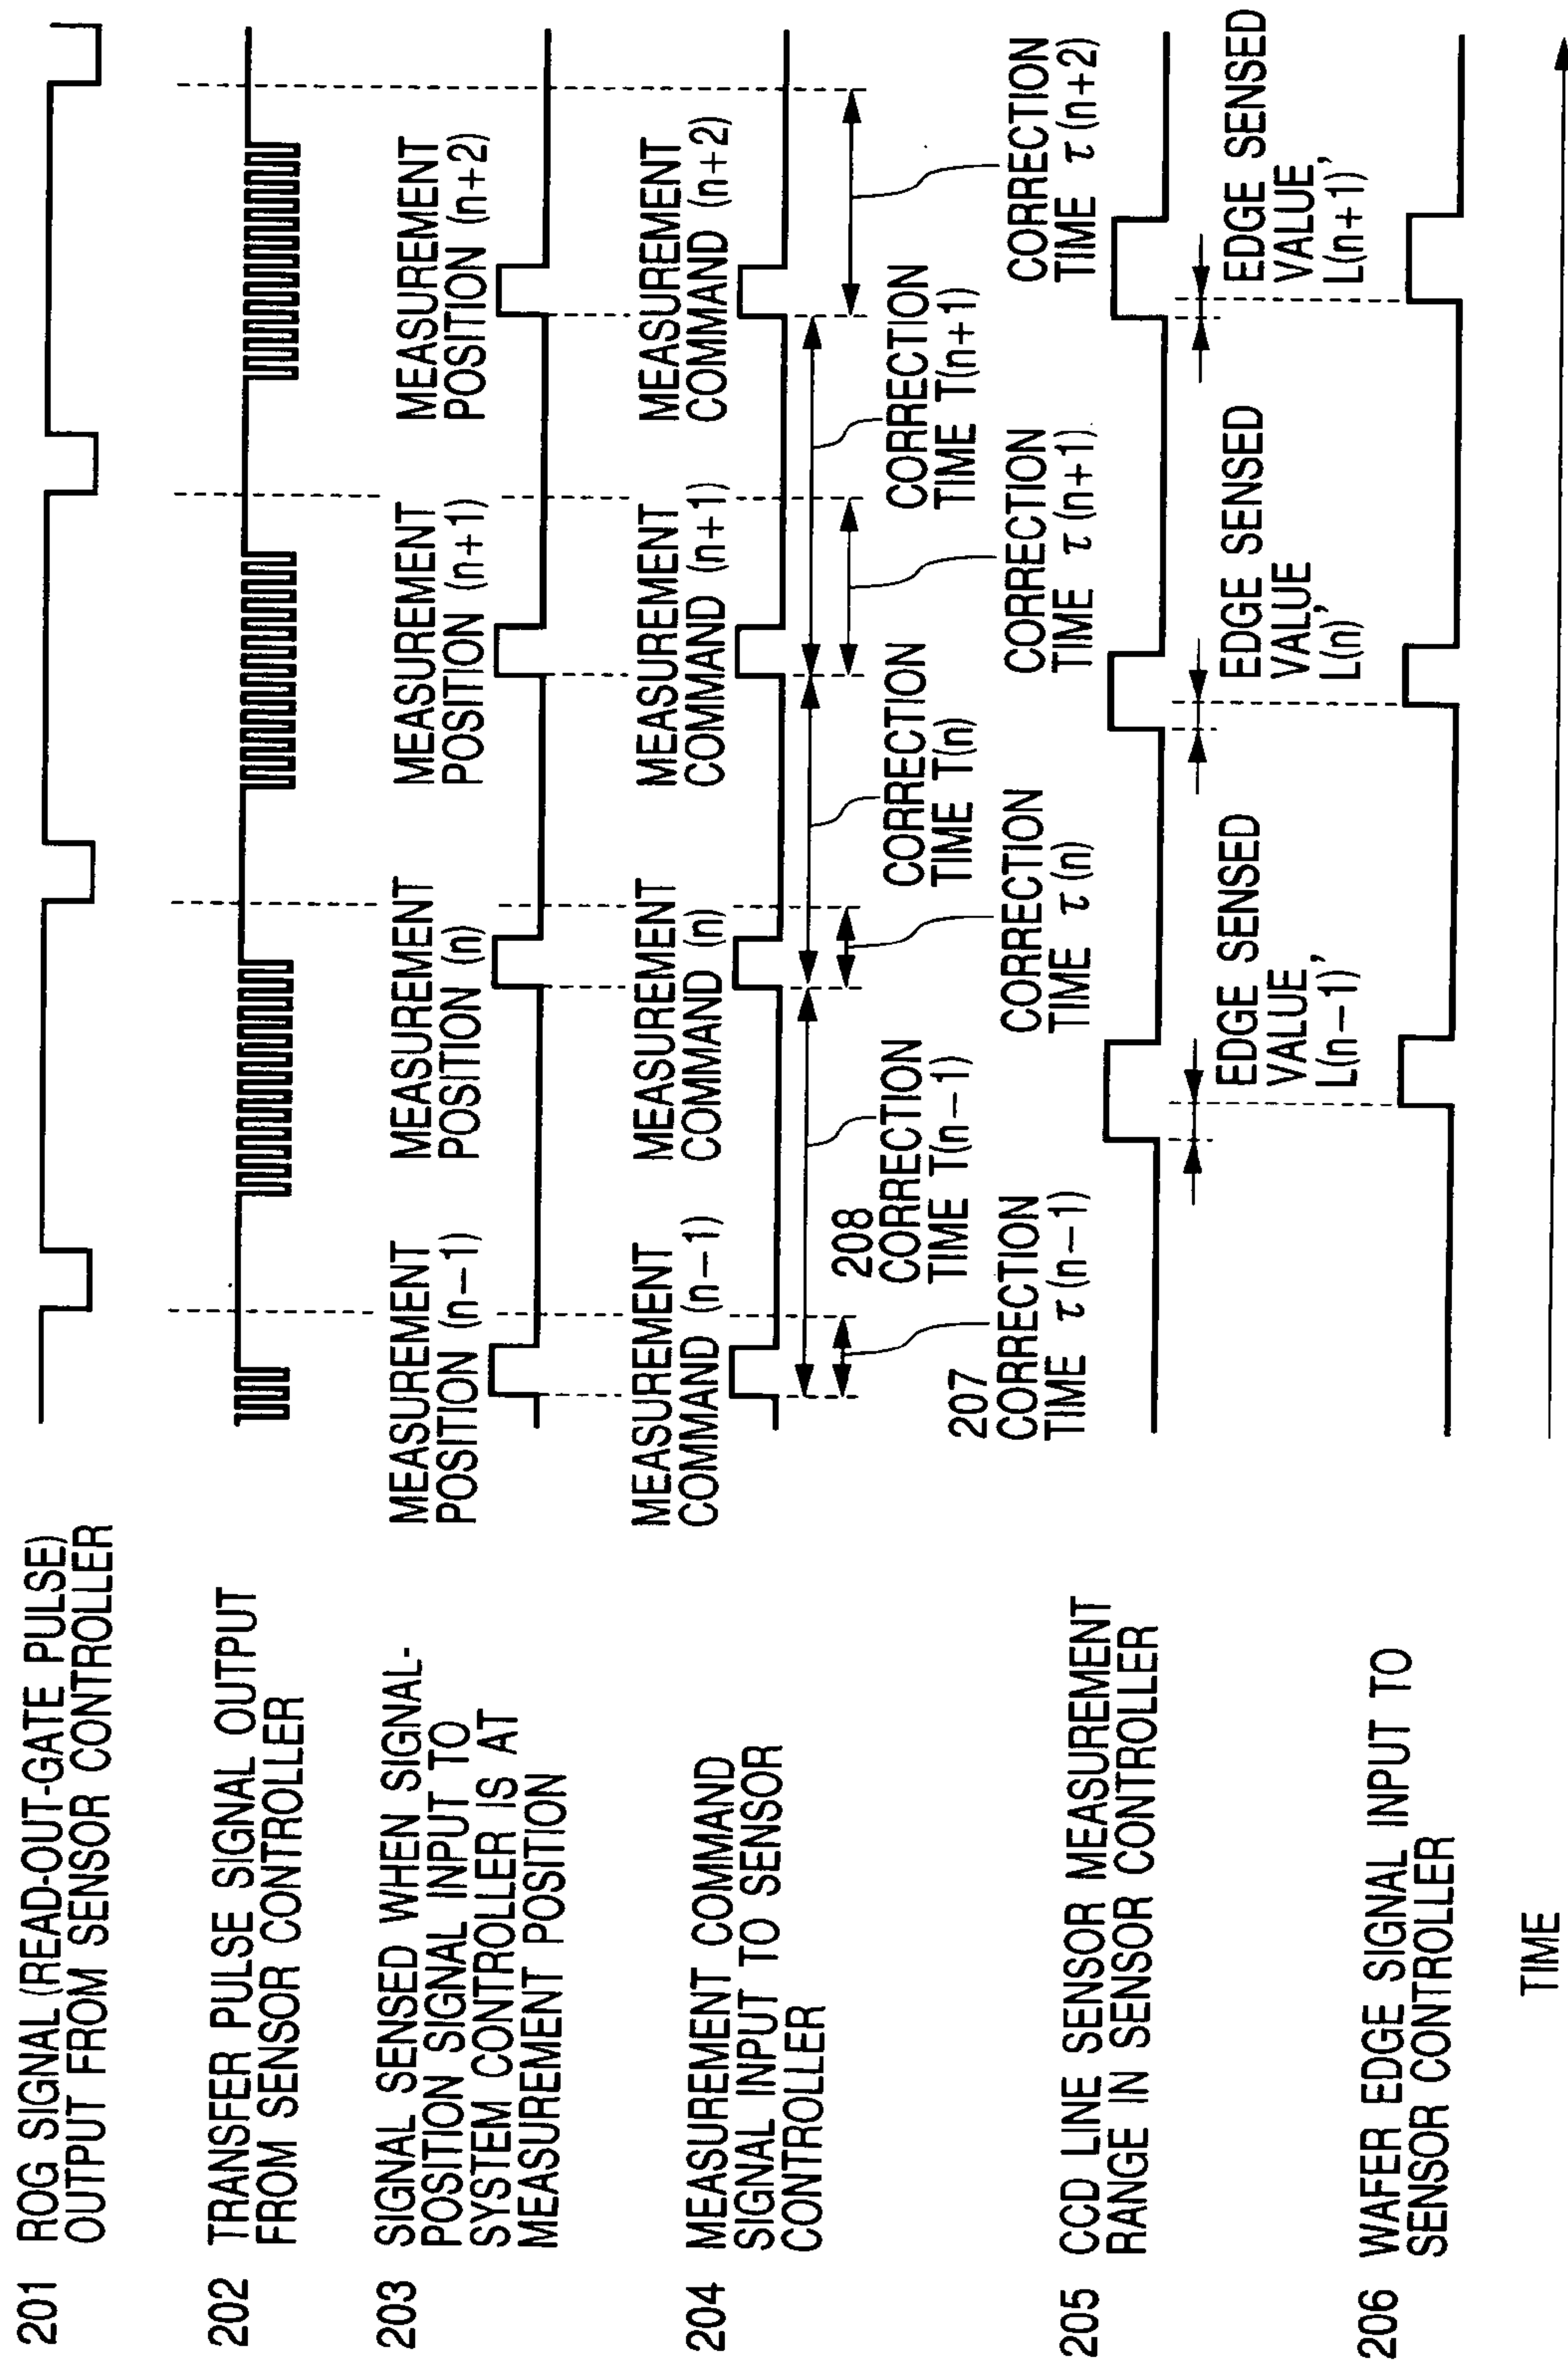 201 ROG SIGNAL (READ-OUT-GATE PULSE)
OUTPUT FROM SENSOR CONTROLLER
202 TRANSFER PULSE SIGNAL OUTPUT
FROM SENSOR CONTROLLER
203 SIGNAL SENSED WHEN SIGNAL-
POSITION SIGNAL INPUT TO
SYSTEM CONTROLLER IS AT
MEASUREMENT POSITION
MEASUREMENT
POSITION (n−1)
MEASUREMENT
POSITION (n)
MEASUREMENT
POSITION (n+1)
MEASUREMENT
POSITION (n+2)
204 MEASUREMENT COMMAND
SIGNAL INPUT TO SENSOR
CONTROLLER
MEASUREMENT
COMMAND (n−1)
MEASUREMENT
COMMAND (n)
MEASUREMENT
COMMAND (n+1)
MEASUREMENT
COMMAND (n+2)
208
CORRECTION
TIME T(n−1)
CORRECTION
TIME T(n)
CORRECTION
TIME T(n+1)
207
CORRECTION
TIME τ (n−1)
CORRECTION
TIME τ (n)
CORRECTION
TIME τ (n+1)
CORRECTION
TIME τ (n+2)
205 CCD LINE SENSOR MEASUREMENT
RANGE IN SENSOR CONTROLLER
EDGE SENSED
VALUE,
L(n−1)'
EDGE SENSED
VALUE
L(n)'
EDGE SENSED
VALUE,
L(n+1)'
206 WAFER EDGE SIGNAL INPUT TO
SENSOR CONTROLLER
TIME